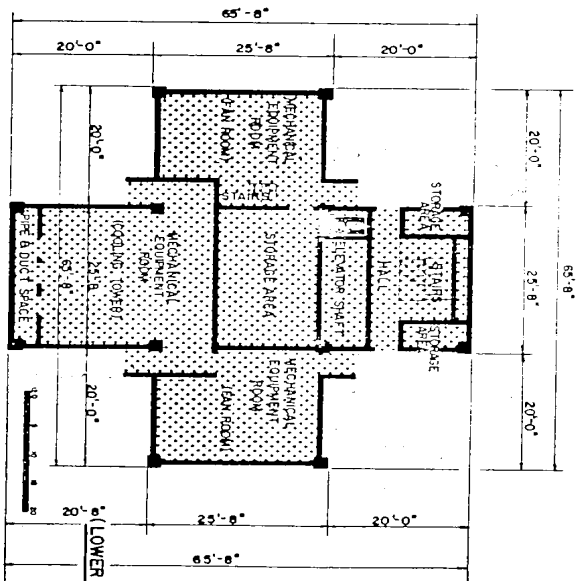 65'-8"
20'-0"
25'-8"
20'-0"
MECHANICAL
EQUIPMENT
ROOM
(FAN ROOM)
STAIRS
20'-0"
65'-8"
25'-8"
20'-0"
PIPE & DUCT SPACE
MECHANICAL
EQUIPMENT
ROOM
(COOLING TOWER)
STORAGE AREA
ELEVATOR SHAFT
HALL
STORAGE
AREA
STAIRS
STORAGE
AREA
20'-0"
25'-8"
20'-0"
65'-8"
MECHANICAL
EQUIPMENT
ROOM
(FAN ROOM)
20'-8"
25'-8"
20'-0"
65'-8"
(LOWER